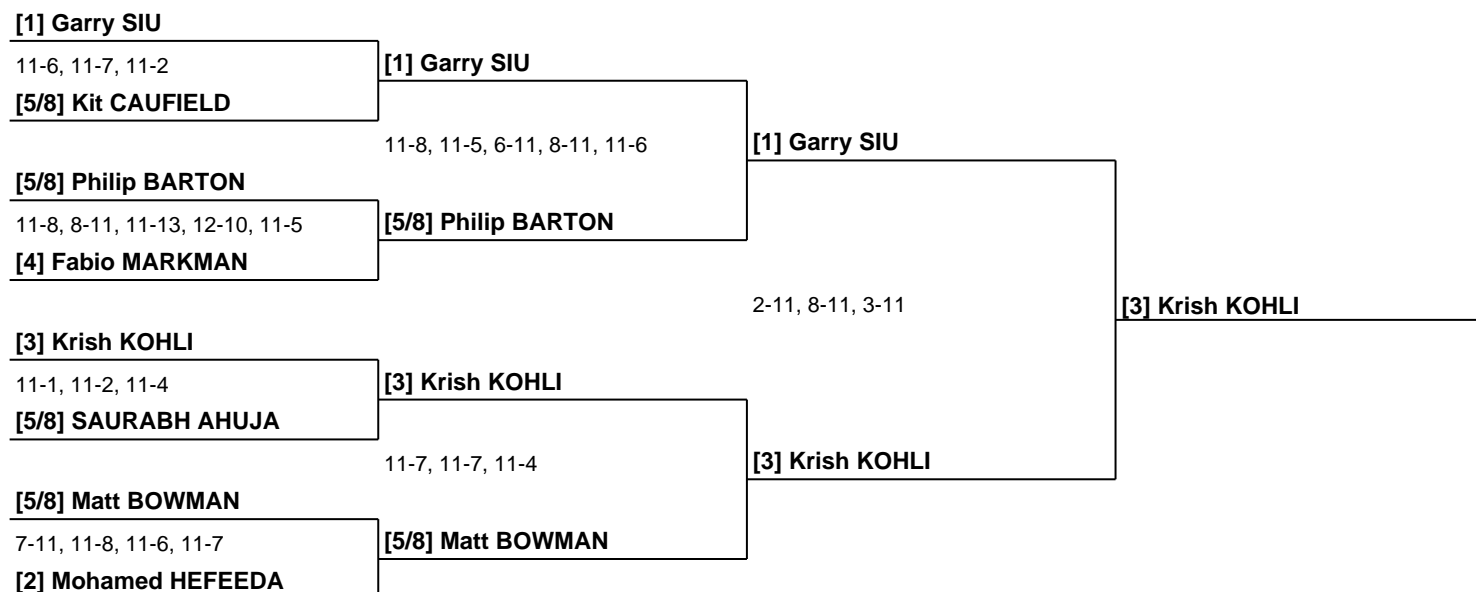 [1] Garry SIU
11-6, 11-7, 11-2
[5/8] Kit CAUFIELD
[1] Garry SIU
11-8, 11-5, 6-11, 8-11, 11-6
[1] Garry SIU
[5/8] Philip BARTON
11-8, 8-11, 11-13, 12-10, 11-5
[4] Fabio MARKMAN
[5/8] Philip BARTON
2-11, 8-11, 3-11
[3] Krish KOHLI
[3] Krish KOHLI
11-1, 11-2, 11-4
[5/8] SAURABH AHUJA
[3] Krish KOHLI
11-7, 11-7, 11-4
[3] Krish KOHLI
[5/8] Matt BOWMAN
7-11, 11-8, 11-6, 11-7
[2] Mohamed HEFEEDA
[5/8] Matt BOWMAN